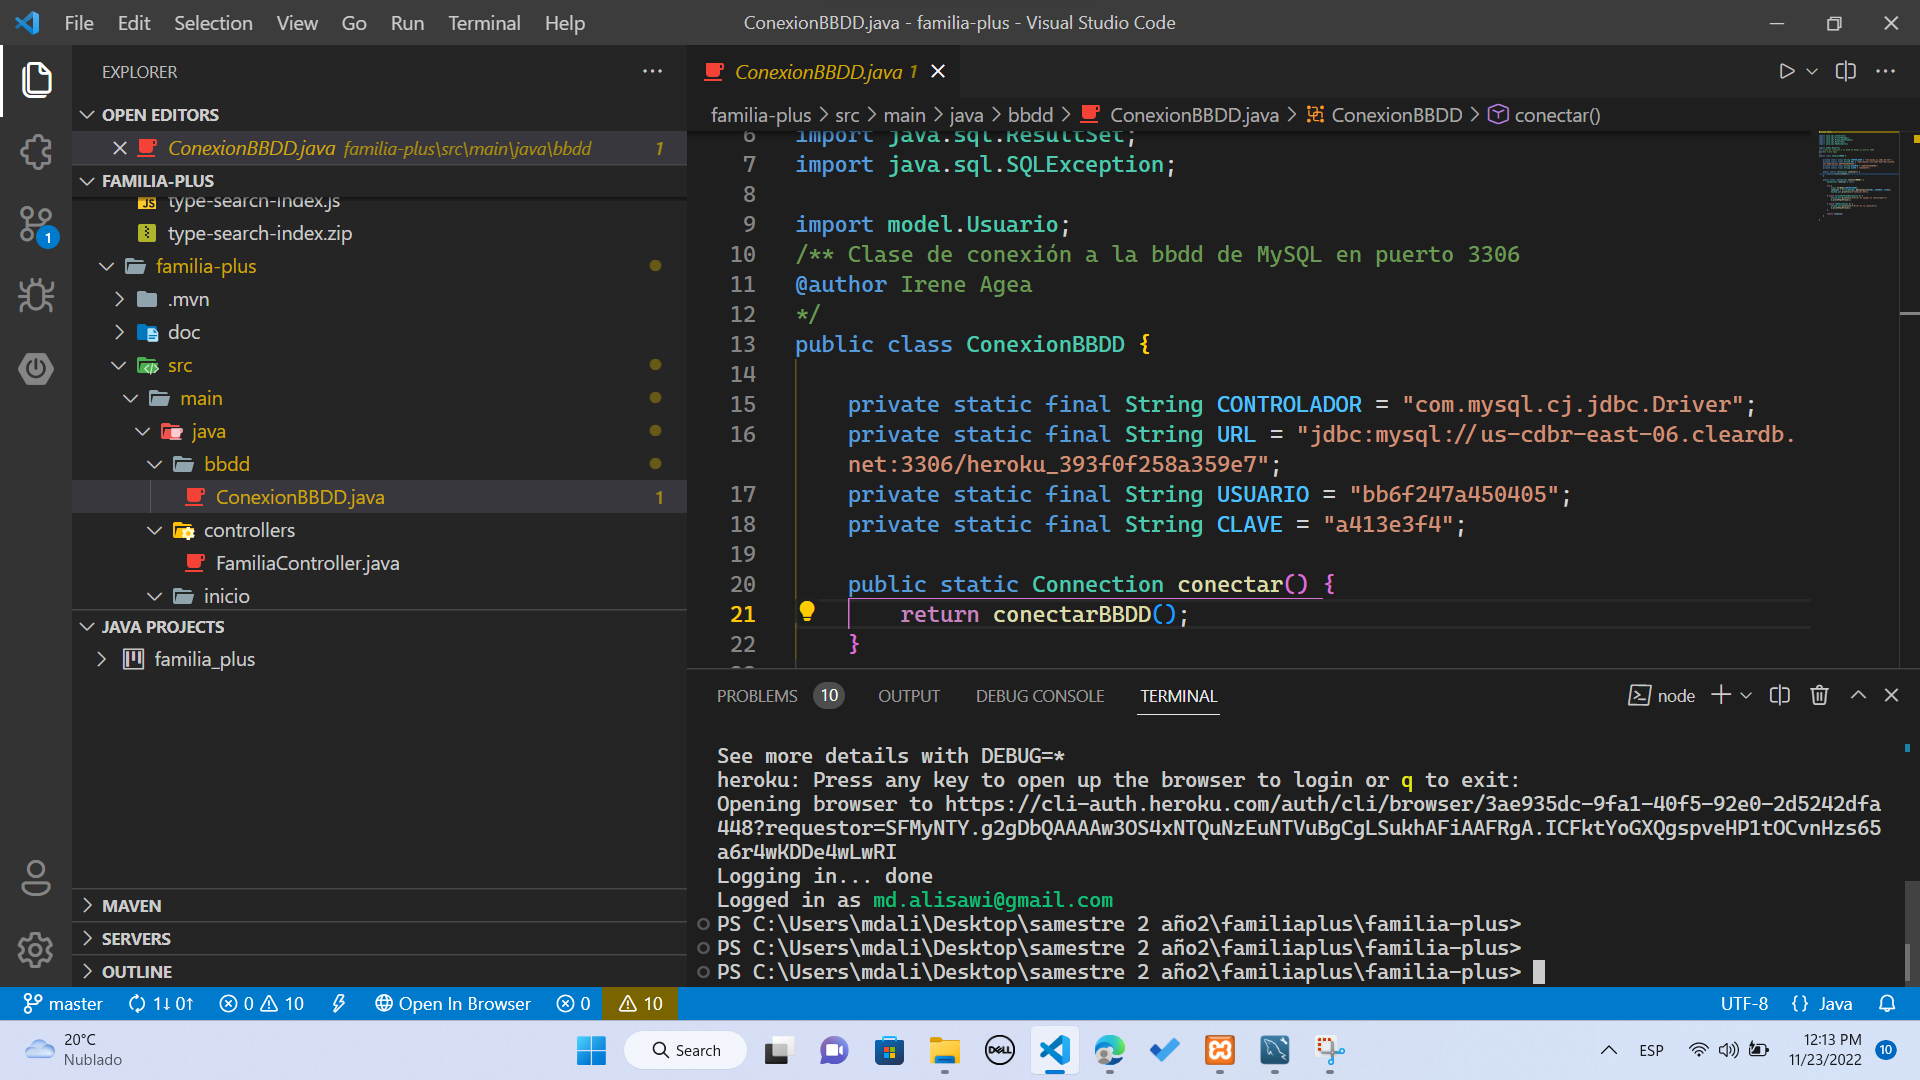 File Edit Selection View Go Run Terminal Help
ConexionBBDD.java - familia-plus - Visual Studio Code
EXPLORER
OPEN EDITORS
ConexionBBDD.java familia-plus\src\main\java\bbdd 1
FAMILIA-PLUS
type-search-index.js
type-search-index.zip
familia-plus
.mvn
doc
src
main
java
bbdd
ConexionBBDD.java 1
controllers
FamiliaController.java
inicio
JAVA PROJECTS
familia_plus
MAVEN
SERVERS
OUTLINE
1
ConexionBBDD.java 1
familia-plus > src > main > java > bbdd > ConexionBBDD.java > ConexionBBDD > conectar()
6 import java.sql.ResultSet;
7 import java.sql.SQLException;
8
9 import model.Usuario;
10 /** Clase de conexión a la bbdd de MySQL en puerto 3306
11 @author Irene Agea
12 */
13 public class ConexionBBDD {
14
15 private static final String CONTROLADOR = "com.mysql.cj.jdbc.Driver";
16 private static final String URL = "jdbc:mysql://us-cdbr-east-06.cleardb.
net:3306/heroku_393f0f258a359e7";
17 private static final String USUARIO = "bb6f247a450405";
18 private static final String CLAVE = "a413e3f4";
19
20 public static Connection conectar() {
21 return conectarBBDD();
22 }
PROBLEMS 10 OUTPUT DEBUG CONSOLE TERMINAL
node
See more details with DEBUG=*
heroku: Press any key to open up the browser to login or q to exit:
Opening browser to https://cli-auth.heroku.com/auth/cli/browser/3ae935dc-9fa1-40f5-92e0-2d5242dfa
448?requestor=SFMyNTY.g2gDbQAAAAw3OS4xNTQuNzEuNTVuBgCgLSukhAFiAAFRgA.ICFktYoGXQgspveHP1tOCvnHzs65
a6r4wKDDe4wLwRI
Logging in... done
Logged in as md.alisawi@gmail.com
PS C:\Users\mdali\Desktop\samestre 2 año2\familiaplus\familia-plus>
PS C:\Users\mdali\Desktop\samestre 2 año2\familiaplus\familia-plus>
PS C:\Users\mdali\Desktop\samestre 2 año2\familiaplus\familia-plus>
master 1↓ 0↑ 0 10 Open In Browser 0 10
UTF-8 {} Java
20°C
Nublado
Search
DELL
ESP
12:13 PM
11/23/2022
10